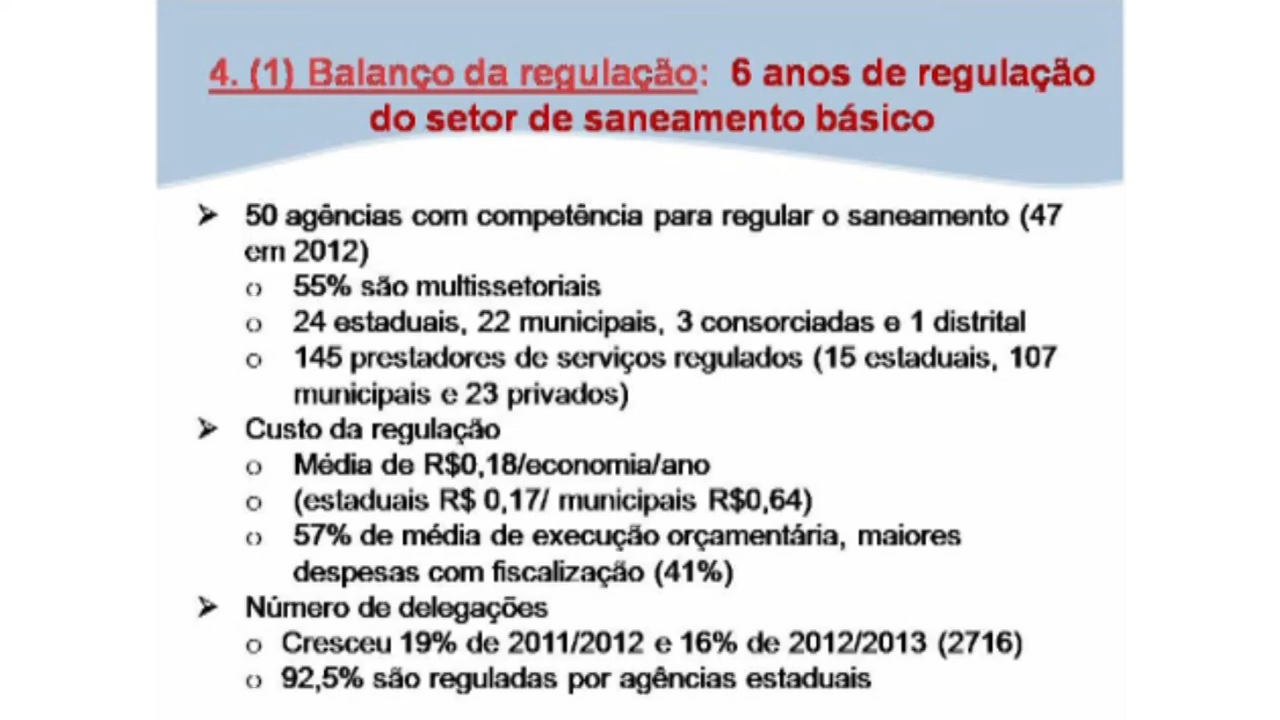 4. (1) Balanço da regulação: 6 anos de regulação
do setor de saneamento básico
➢ 50 agências com competência para regular o saneamento (47
em 2012)
o 55% são multissetoriais
o 24 estaduais, 22 municipais, 3 consorciadas e 1 distrital
o 145 prestadores de serviços regulados (15 estaduais, 107
municipais e 23 privados)
➢ Custo da regulação
o Média de R$0,18/economia/ano
o (estaduais R$ 0,17/ municipais R$0,64)
o 57% de média de execução orçamentária, maiores
despesas com fiscalização (41%)
➢ Número de delegações
o Cresceu 19% de 2011/2012 e 16% de 2012/2013 (2716)
o 92,5% são reguladas por agências estaduais